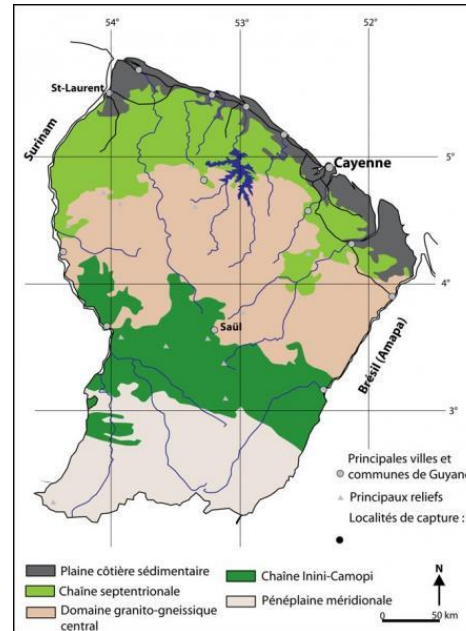 54°
53°
52°
St-Laurent
Surinam
5°
Cayenne
4°
Saül
Brésil (Amapa)
3°
Principales villes et
communes de Guyane
Principaux reliefs
Localités de capture :
Plaine côtière sédimentaire
Chaîne septentrionale
Domaine granito-gneissique
central
Chaîne Inini-Camopi
Pénéplaine méridionale
N
0 50 km